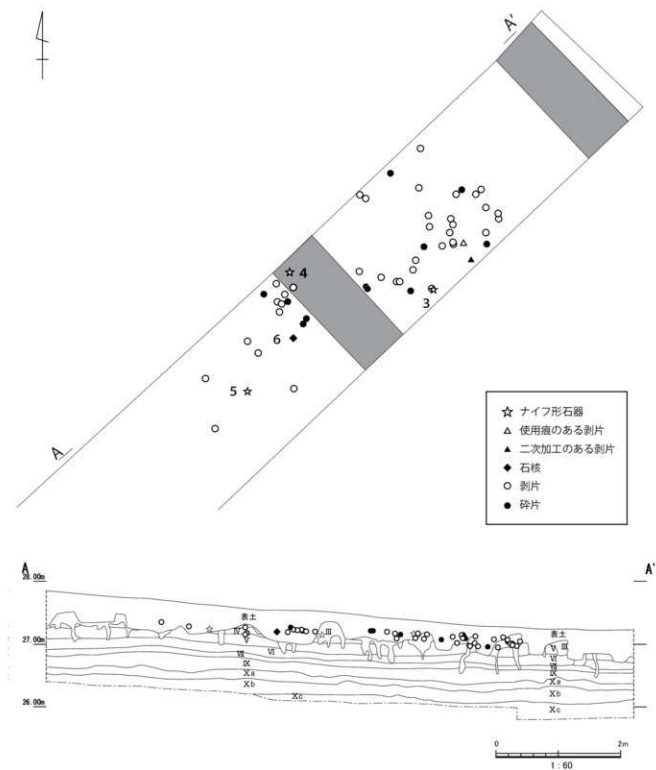 A'
4
3
6
5
A
ナイフ形石器
使用痕のある剥片
二次加工のある剥片
石核
剥片
砕片
A
A'
28.00m
表土
Ⅲ
Ⅳ
Ⅴ
表土
Ⅴ
Ⅲ
27.00m
Ⅵ
Ⅵ
Ⅶ
Ⅶ
Ⅸ
Ⅸ
Ⅹa
Ⅹa
Ⅹb
Ⅹb
26.00m
Ⅹc
Ⅹc
0
2m
1 : 60